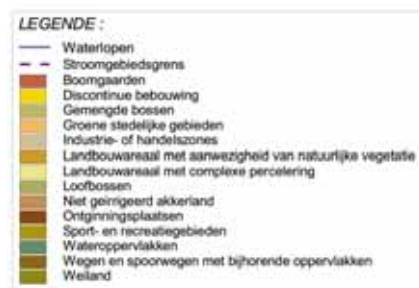 LEGENDE :
Waterlopen
Stroomgebiedsgrens
Boomgaarden
Discontinue bebouwing
Gemengde bossen
Groene stedelijke gebieden
Industrie- of handelszones
Landbouwareaal met aanwezigheid van natuurlijke vegetatie
Landbouwareaal met complexe percelering
Loofbossen
Niet geïrrigeerd akkerland
Ontginningsplaatsen
Sport- en recreatiegebieden
Wateroppervlakken
Wegen en spoorwegen met bijhorende oppervlakken
Weiland